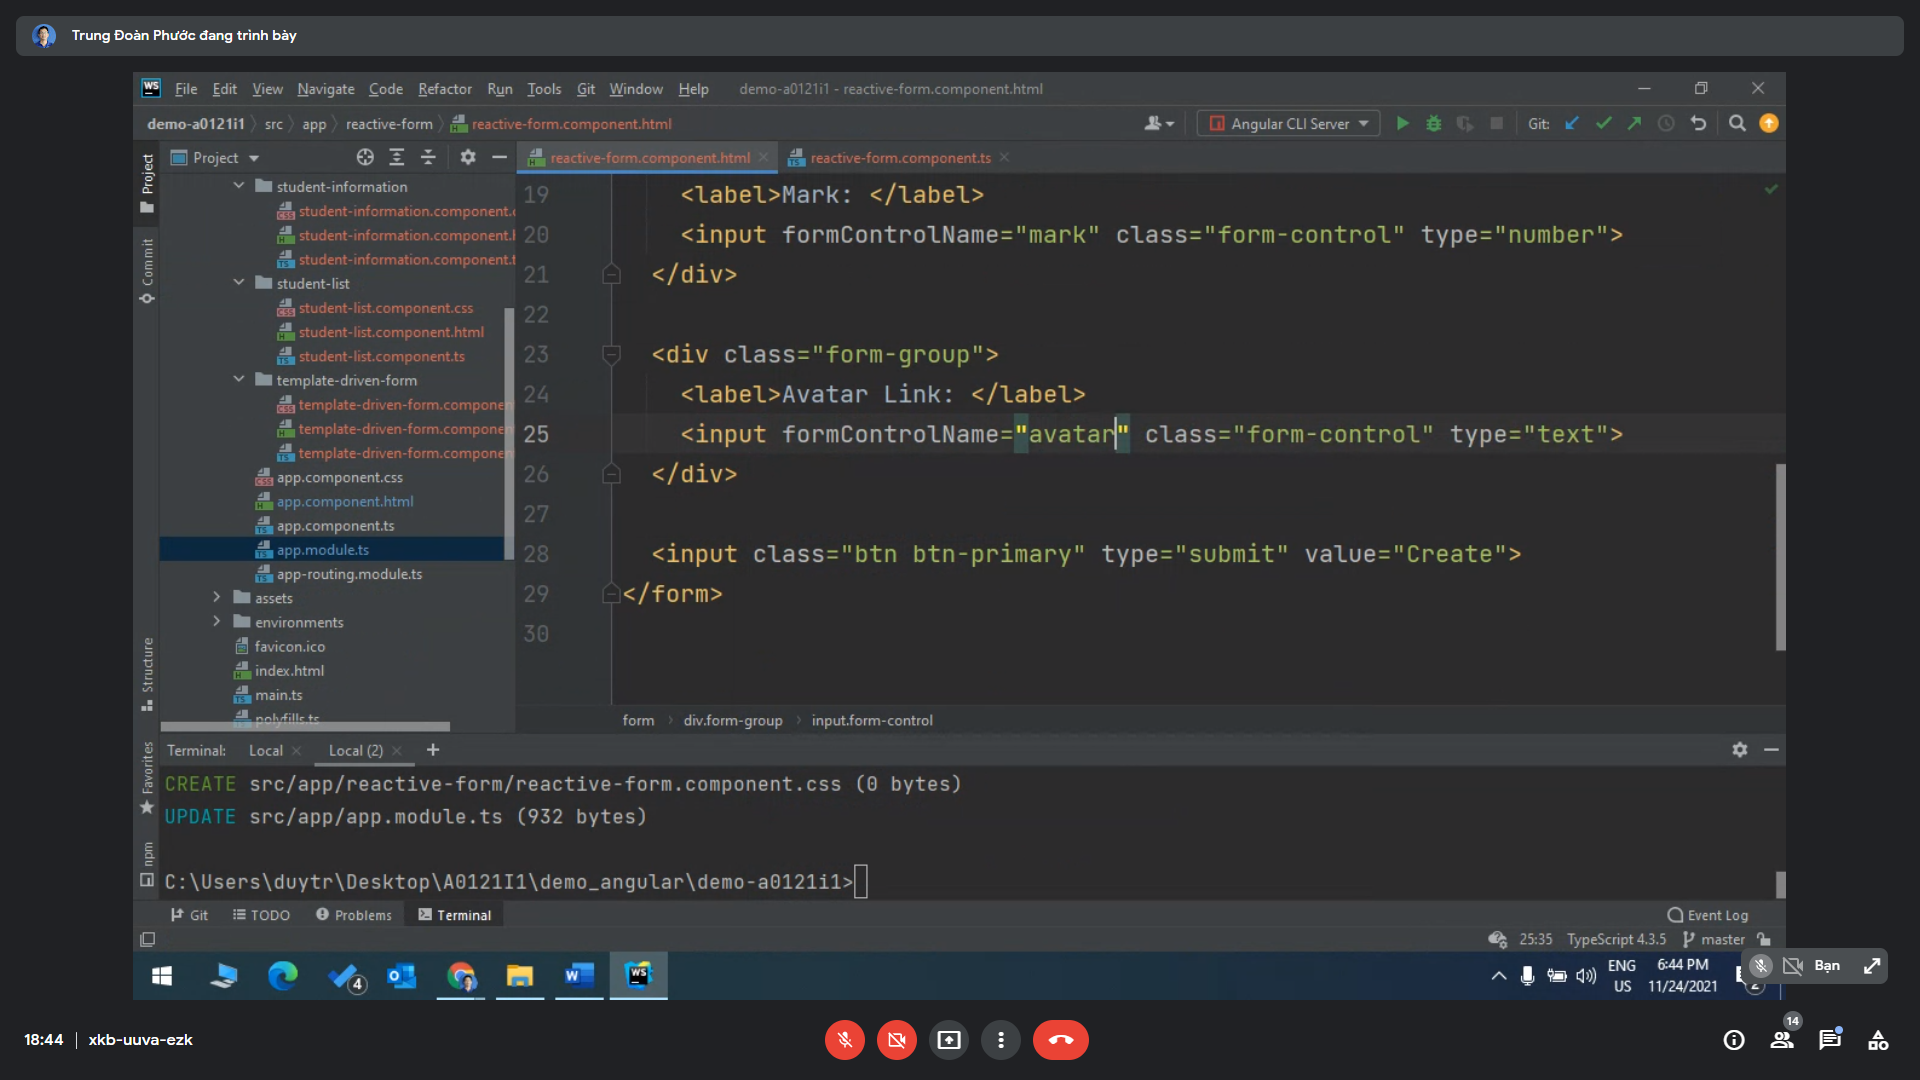 Trung Đoàn Phước đang trình bày
WS File Edit View Navigate Code Refactor Run Tools Git Window Help demo-a0121i1 - reactive-form.component.html
demo-a0121i1 src app reactive-form reactive-form.component.html Angular CLI Server Git:
Project reactive-form.component.html reactive-form.component.ts
Project
Commit
Structure
Favorites
npm
student-information
student-information.component.
student-information.component.
student-information.component.t
student-list
student-list.component.css
student-list.component.html
student-list.component.ts
template-driven-form
template-driven-form.componen
template-driven-form.componen
template-driven-form.componen
app.component.css
app.component.html
app.component.ts
app.module.ts
app-routing.module.ts
assets
environments
favicon.ico
index.html
main.ts
polyfills.ts
19 <label>Mark: </label>
20 <input formControlName="mark" class="form-control" type="number">
21 </div>
22
23 <div class="form-group">
24 <label>Avatar Link: </label>
25 <input formControlName="avatar" class="form-control" type="text">
26 </div>
27
28 <input class="btn btn-primary" type="submit" value="Create">
29 </form>
30
form div.form-group input.form-control
Terminal: Local Local (2)
CREATE src/app/reactive-form/reactive-form.component.css (0 bytes)
UPDATE src/app/app.module.ts (932 bytes)
C:\Users\duytr\Desktop\A0121I1\demo_angular\demo-a0121i1>
Git TODO Problems Terminal Event Log
25:35 TypeScript 4.3.5 master
4 WS ENG US 6:44 PM 11/24/2021 2
Bạn
18:44 xkb-uuva-ezk 14